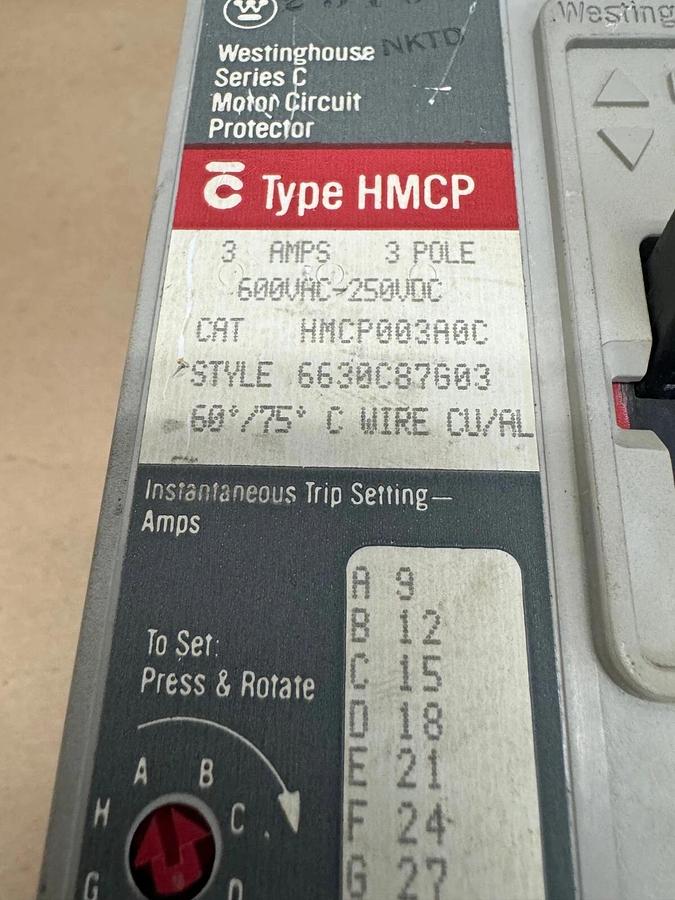 NKTD
Westing
Westinghouse
Series C
Motor Circuit
Protector
C Type HMCP
3 AMPS 3 POLE
600VAC-250VDC
CAT HMCP003A0C
STYLE 6630C87G03
60°/75° C WIRE CU/AL
Instantaneous Trip Setting—
Amps
A 9
B 12
C 15
D 18
E 21
F 24
G 27
To Set:
Press & Rotate
A B
H C
G D